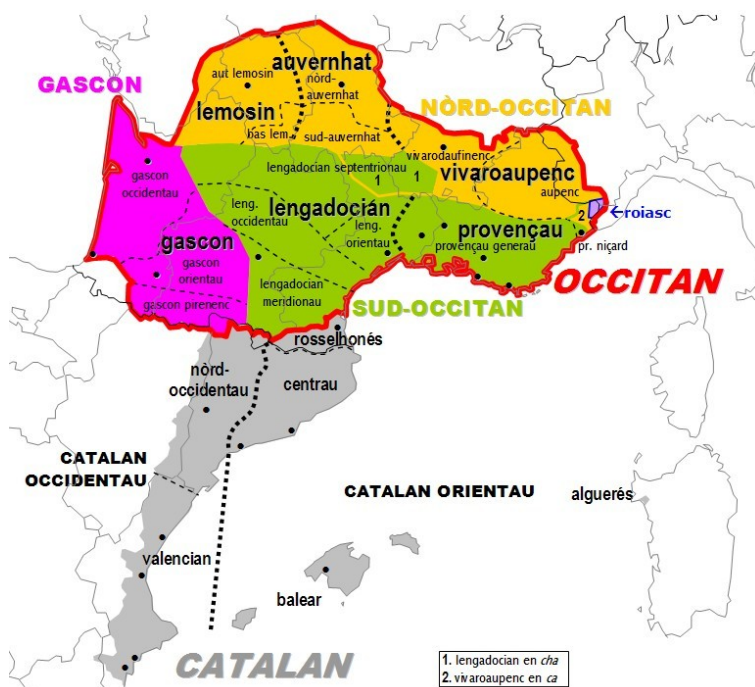 GASCON
auvernhat
aut lemosin
nòrd-
auvernhat
lemosin
NÒRD-OCCITAN
bas lem.
sud-auvernhat
vivarodaufinenc
gascon
occidentau
lengadocian septentrionau
1
1
vivaroaupenc
aupenc
2
←roiasc
leng.
occidentau
lengadocián
leng.
orientau
provençau
provençau generau
pr. niçard
gascon
gascon
orientau
gascon pirenenc
lengadocian
meridionau
SUD-OCCITAN
OCCITAN
rosselhonés
nòrd-
occidentau
centrau
CATALAN
OCCIDENTAU
CATALAN ORIENTAU
alguerés
valencian
balear
CATALAN
1. lengadocian en cha
2. vivaroaupenc en ca